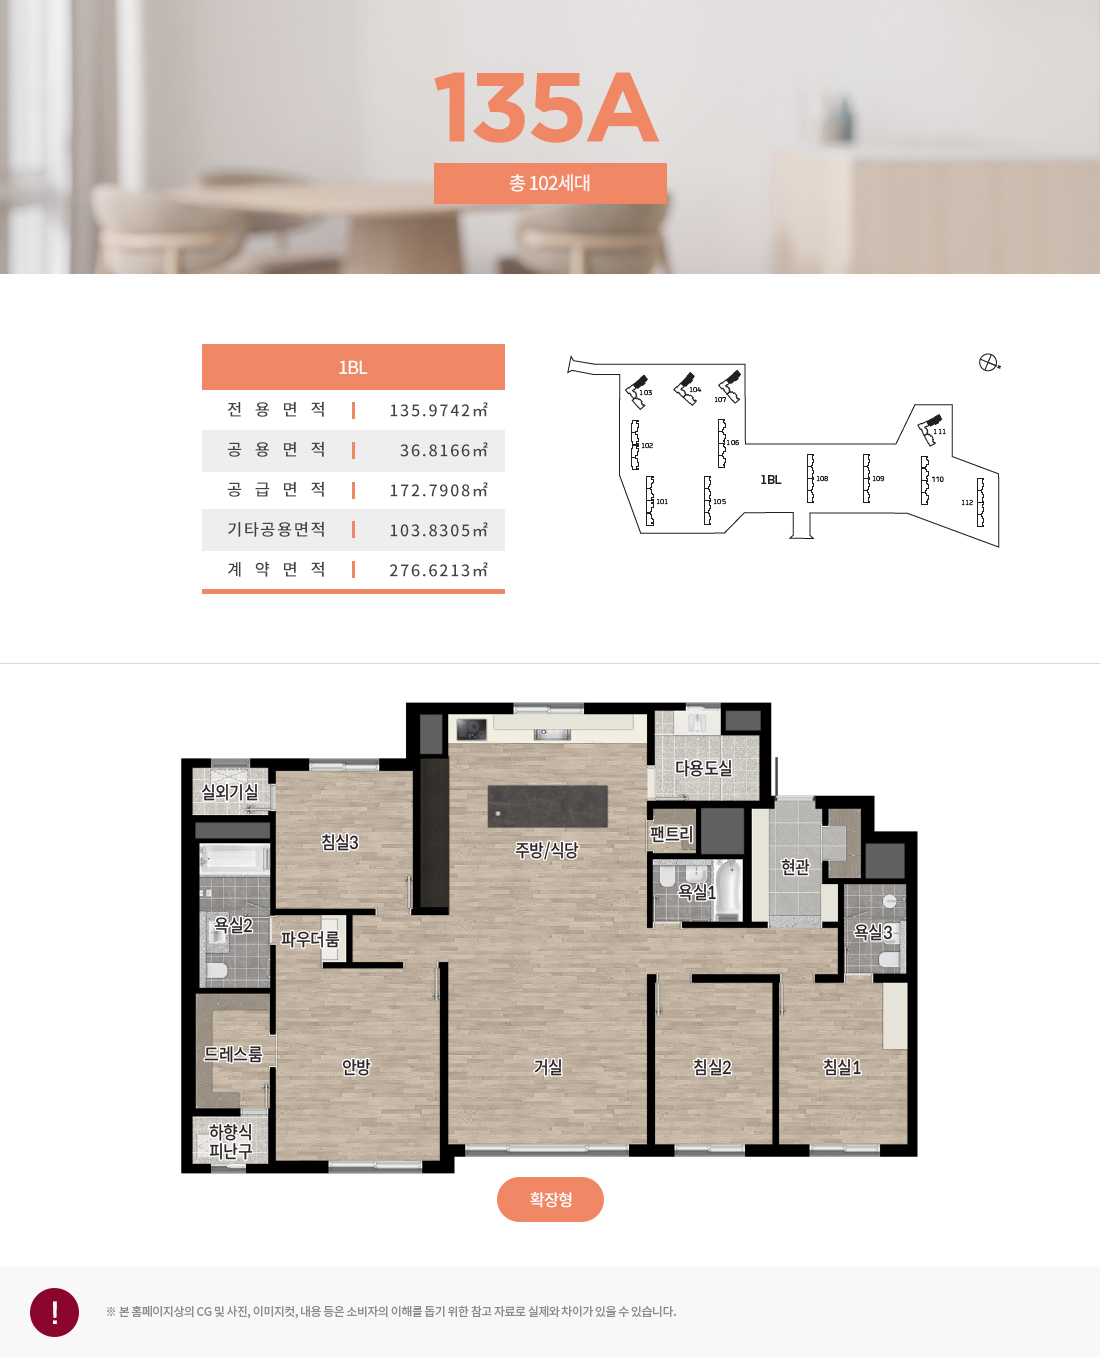 135A
총 102세대
1BL
전용면적 135.9742㎡
공용면적 36.8166㎡
공급면적 172.7908㎡
기타공용면적 103.8305㎡
계약면적 276.6213㎡
103
104
107
102
106
111
1BL
108
109
110
101
105
112
다용도실
실외기실
침실3
주방/식당
팬트리
현관
욕실1
욕실2
파우더룸
욕실3
드레스룸
안방
거실
침실2
침실1
하향식
피난구
확장형
!
※ 본 홈페이지상의 CG 및 사진, 이미지컷, 내용 등은 소비자의 이해를 돕기 위한 참고 자료로 실제와 차이가 있을 수 있습니다.